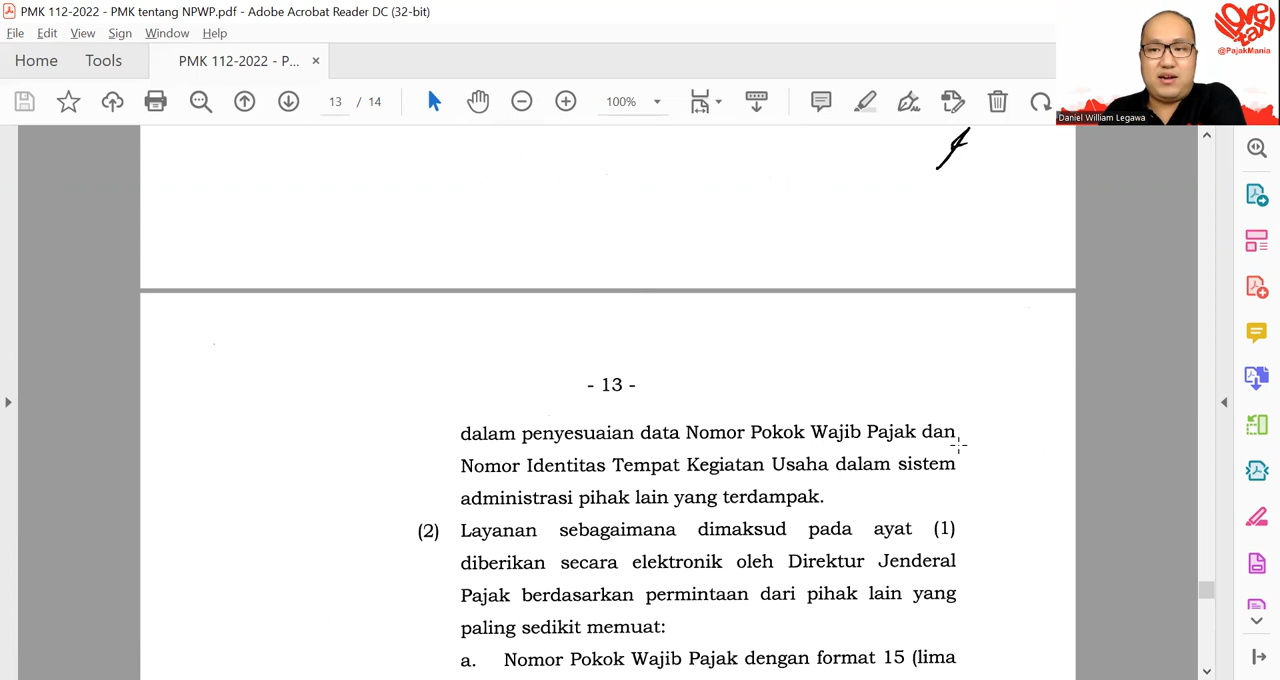 PMK 112-2022 - PMK tentang NPWP.pdf - Adobe Acrobat Reader DC (32-bit)
File Edit View Sign Window Help
Home Tools PMK 112-2022 - P... ×
13 / 14 100%
I love tax
@PajakMania
Daniel William Legawa
- 13 -
dalam penyesuaian data Nomor Pokok Wajib Pajak dan
Nomor Identitas Tempat Kegiatan Usaha dalam sistem
administrasi pihak lain yang terdampak.
(2) Layanan sebagaimana dimaksud pada ayat (1)
diberikan secara elektronik oleh Direktur Jenderal
Pajak berdasarkan permintaan dari pihak lain yang
paling sedikit memuat:
a. Nomor Pokok Wajib Pajak dengan format 15 (lima